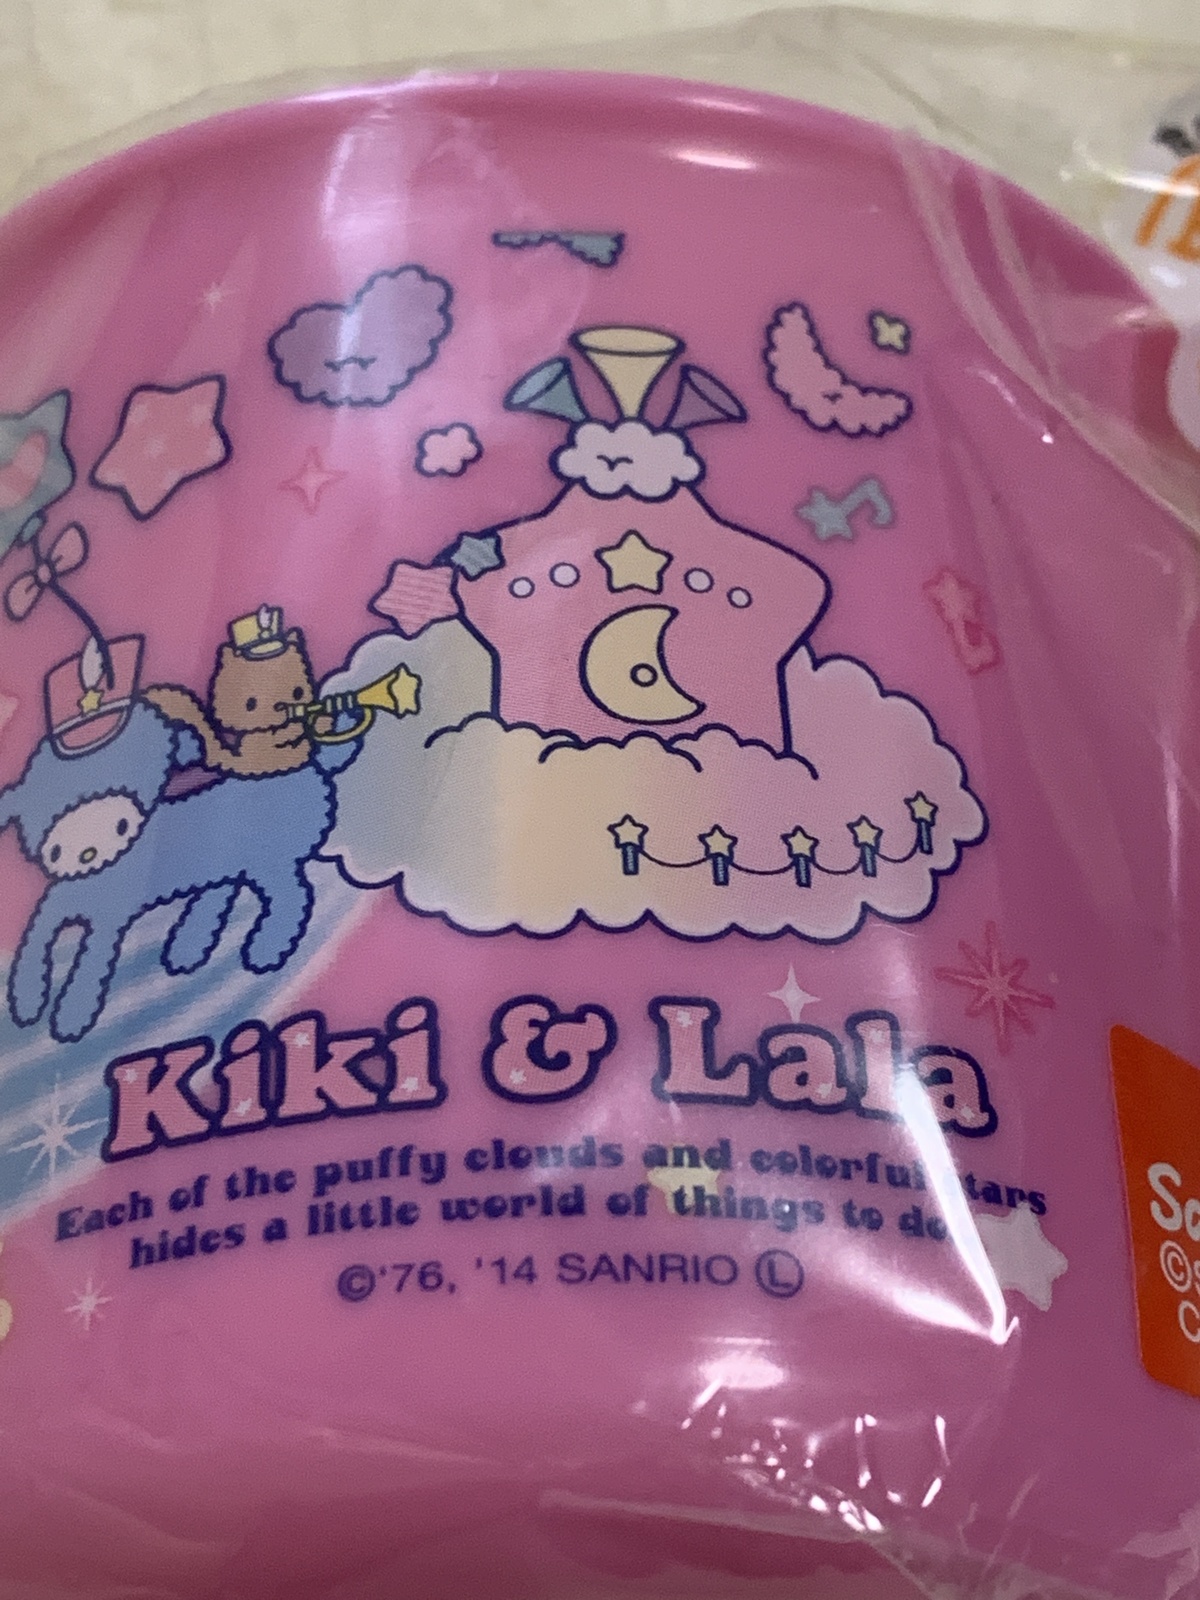 Kiki & Lala
Each of the puffy clouds and colorful stars
hides a little world of things to do
©'76, '14 SANRIO Ⓛ